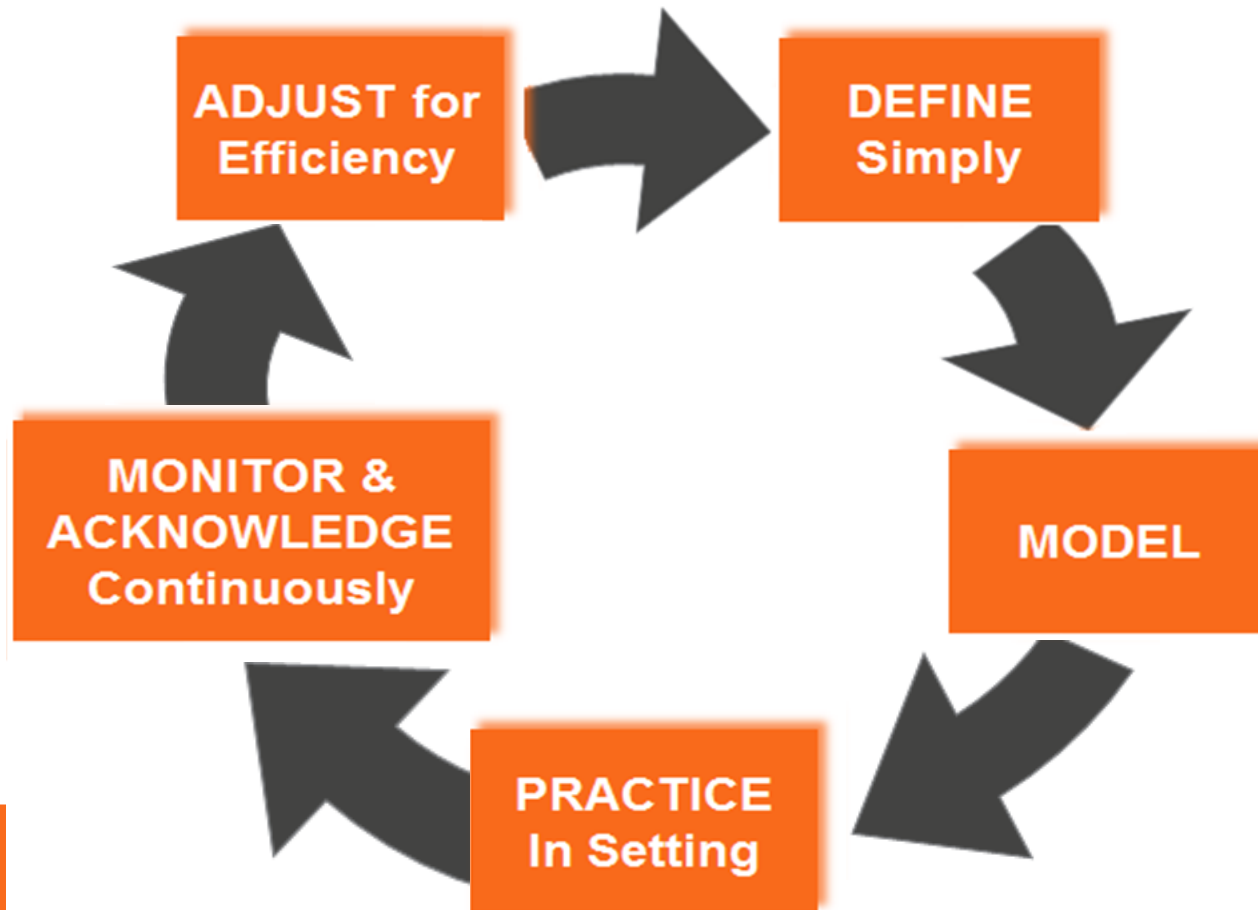 ADJUST for
Efficiency
DEFINE
Simply
MODEL
PRACTICE
In Setting
MONITOR &
ACKNOWLEDGE
Continuously